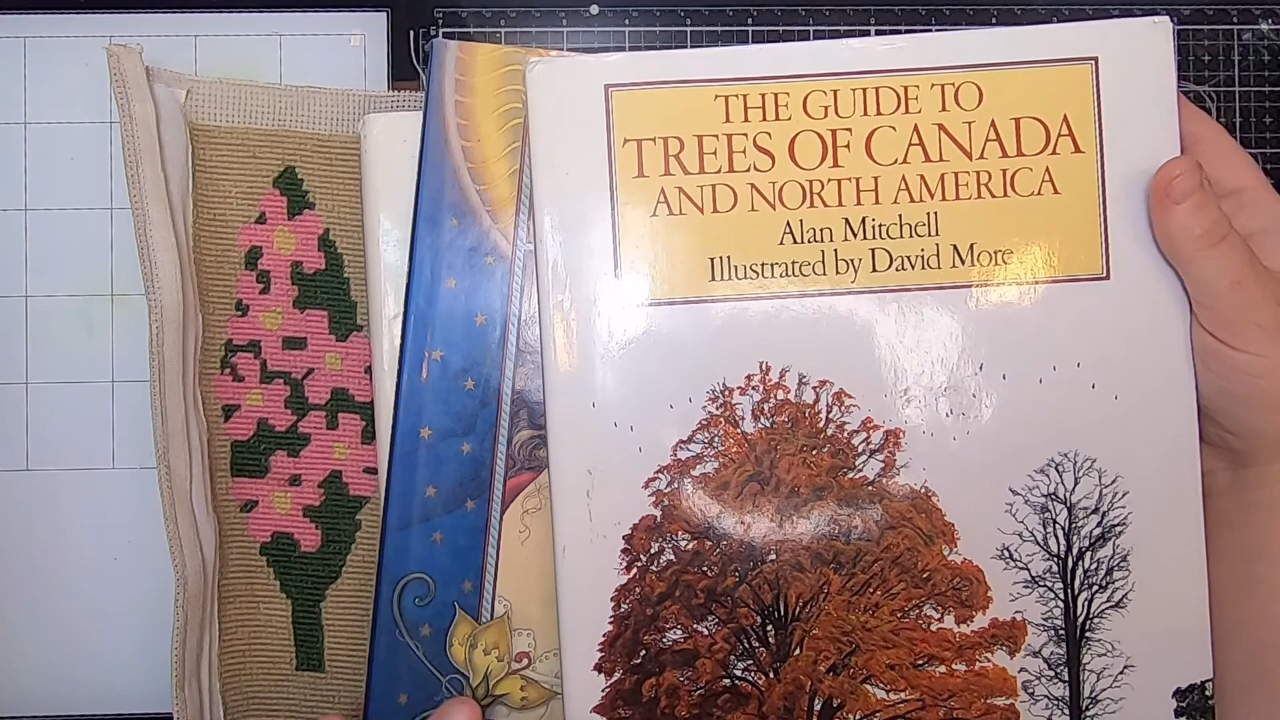 THE GUIDE TO
TREES OF CANADA
AND NORTH AMERICA
Alan Mitchell
Illustrated by David More